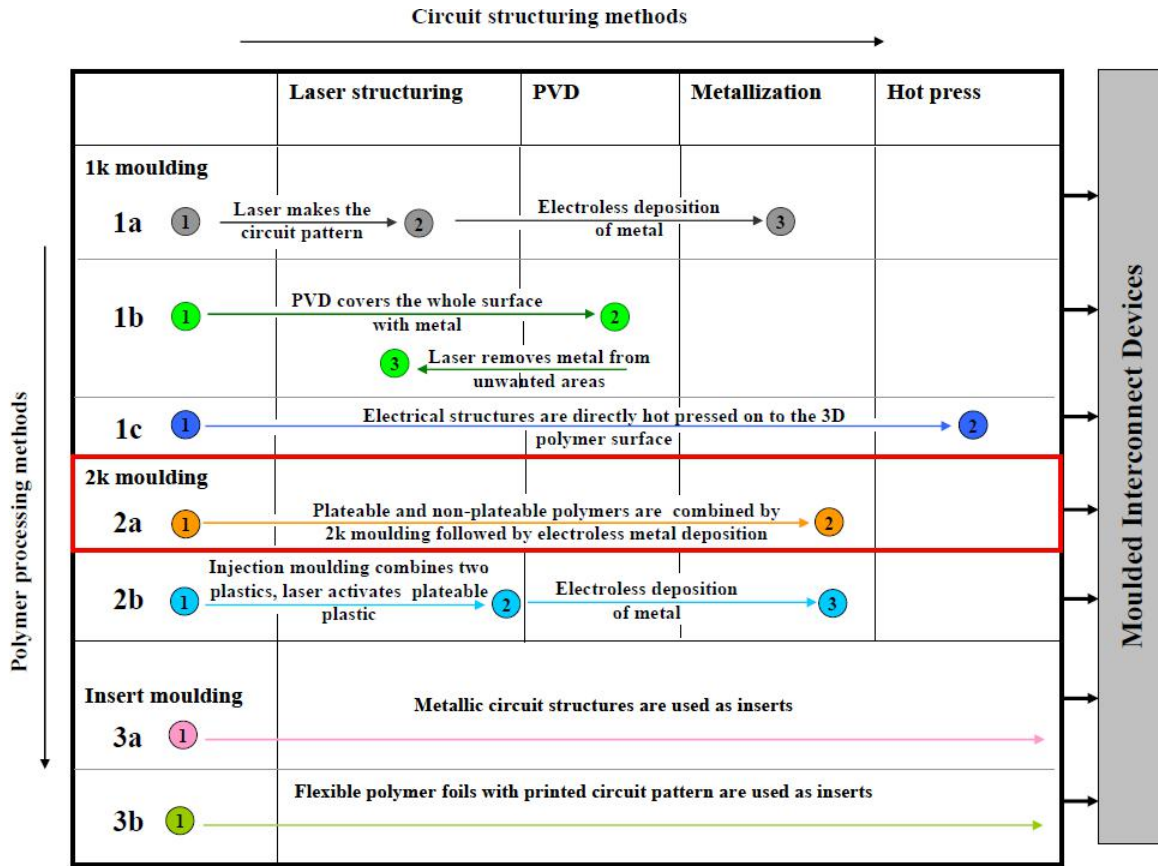 Circuit structuring methods
Laser structuring
PVD
Metallization
Hot press
1k moulding
1a
1
Laser makes the
circuit pattern
2
Electroless deposition
of metal
3
1b
1
PVD covers the whole surface
with metal
2
3
Laser removes metal from
unwanted areas
1c
1
Electrical structures are directly hot pressed on to the 3D
polymer surface
2
2k moulding
2a
1
Plateable and non-plateable polymers are combined by
2k moulding followed by electroless metal deposition
2
2b
1
Injection moulding combines two
plastics, laser activates plateable
plastic
2
Electroless deposition
of metal
3
Insert moulding
3a
1
Metallic circuit structures are used as inserts
3b
1
Flexible polymer foils with printed circuit pattern are used as inserts
Polymer processing methods
Moulded Interconnect Devices